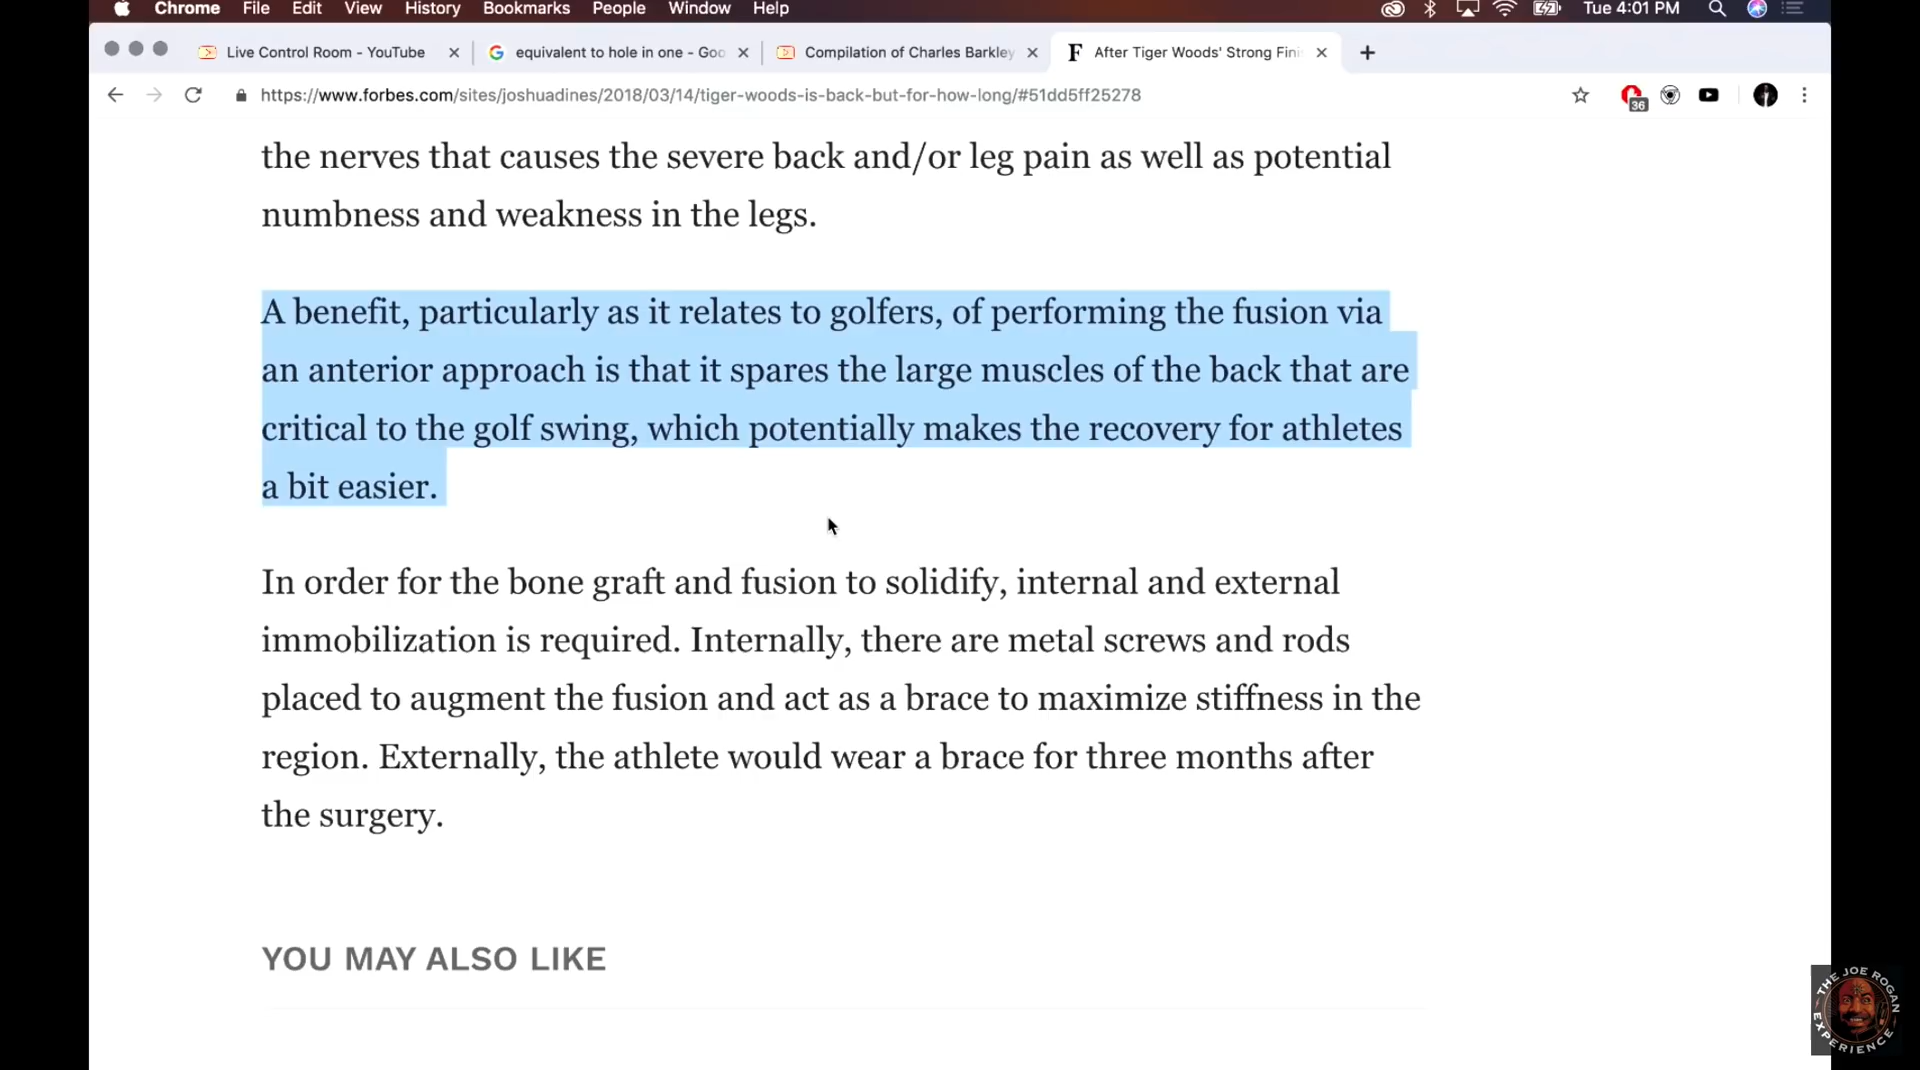 Chrome File Edit View History Bookmarks People Window Help Tue 4:01 PM
Live Control Room - YouTube equivalent to hole in one - Goo Compilation of Charles Barkley F After Tiger Woods' Strong Fini
https://www.forbes.com/sites/joshuadines/2018/03/14/tiger-woods-is-back-but-for-how-long/#51dd5ff25278 36
the nerves that causes the severe back and/or leg pain as well as potential
numbness and weakness in the legs.
A benefit, particularly as it relates to golfers, of performing the fusion via
an anterior approach is that it spares the large muscles of the back that are
critical to the golf swing, which potentially makes the recovery for athletes
a bit easier.
In order for the bone graft and fusion to solidify, internal and external
immobilization is required. Internally, there are metal screws and rods
placed to augment the fusion and act as a brace to maximize stiffness in the
region. Externally, the athlete would wear a brace for three months after
the surgery.
YOU MAY ALSO LIKE
THE JOE ROGAN
EXPERIENCE